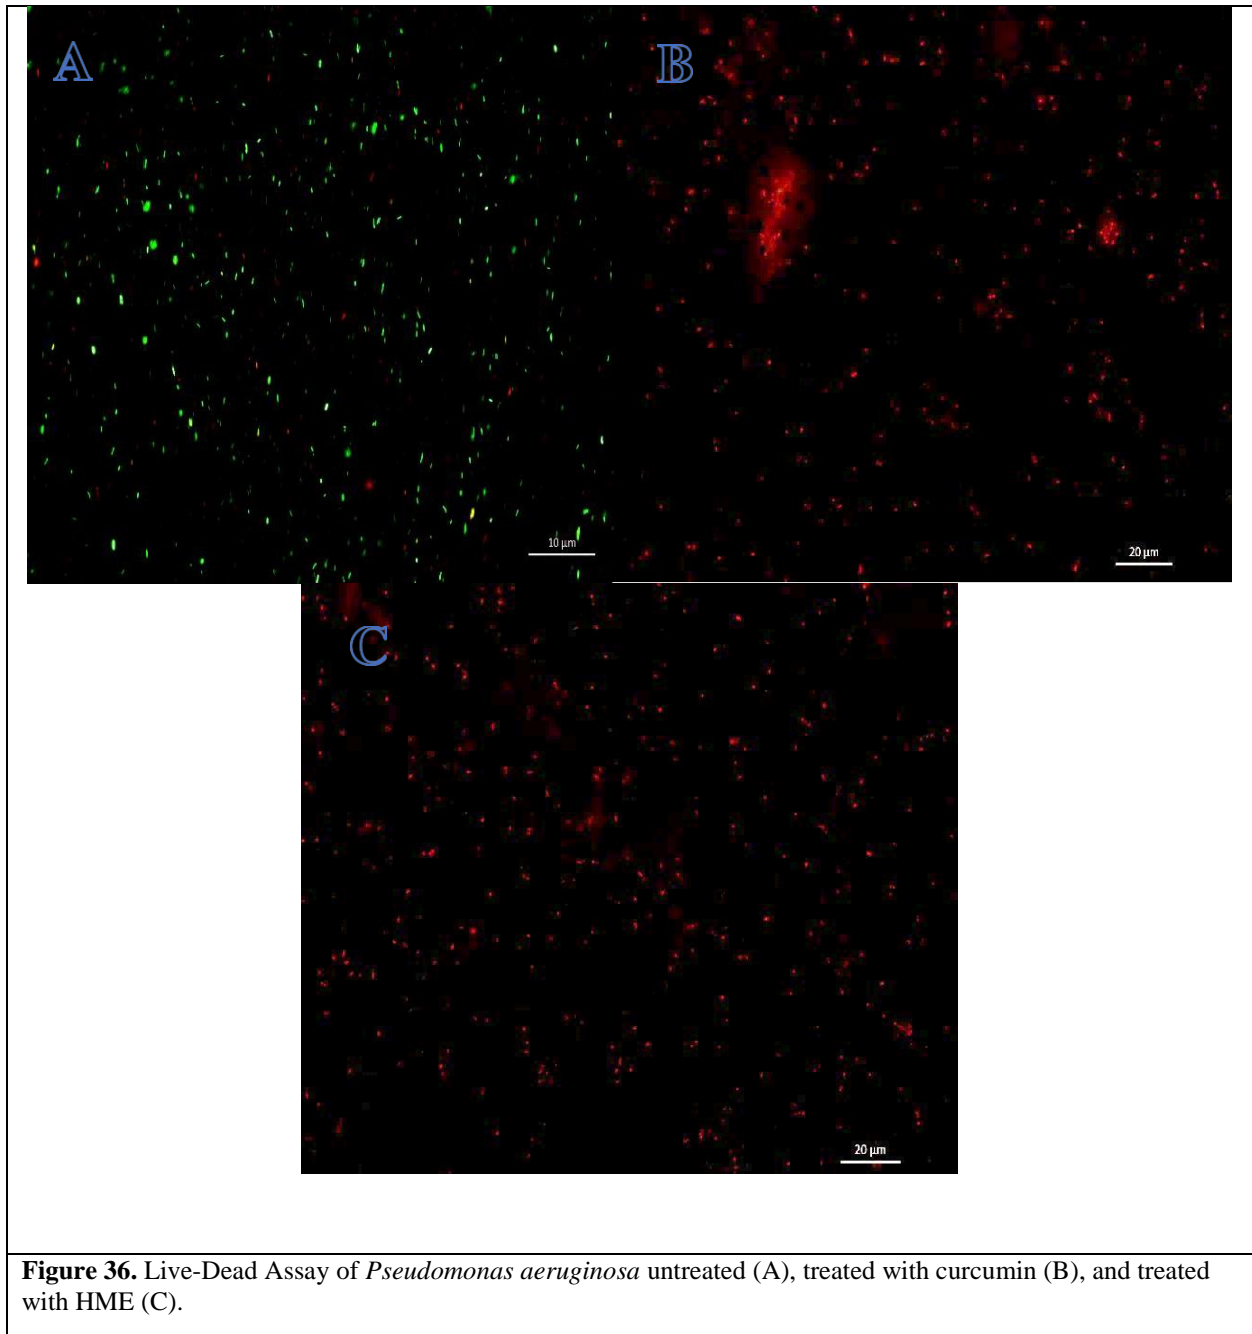 A
B
10 µm
20 µm
C
20 µm
Figure 36. Live-Dead Assay of Pseudomonas aeruginosa untreated (A), treated with curcumin (B), and treated
with HME (C).